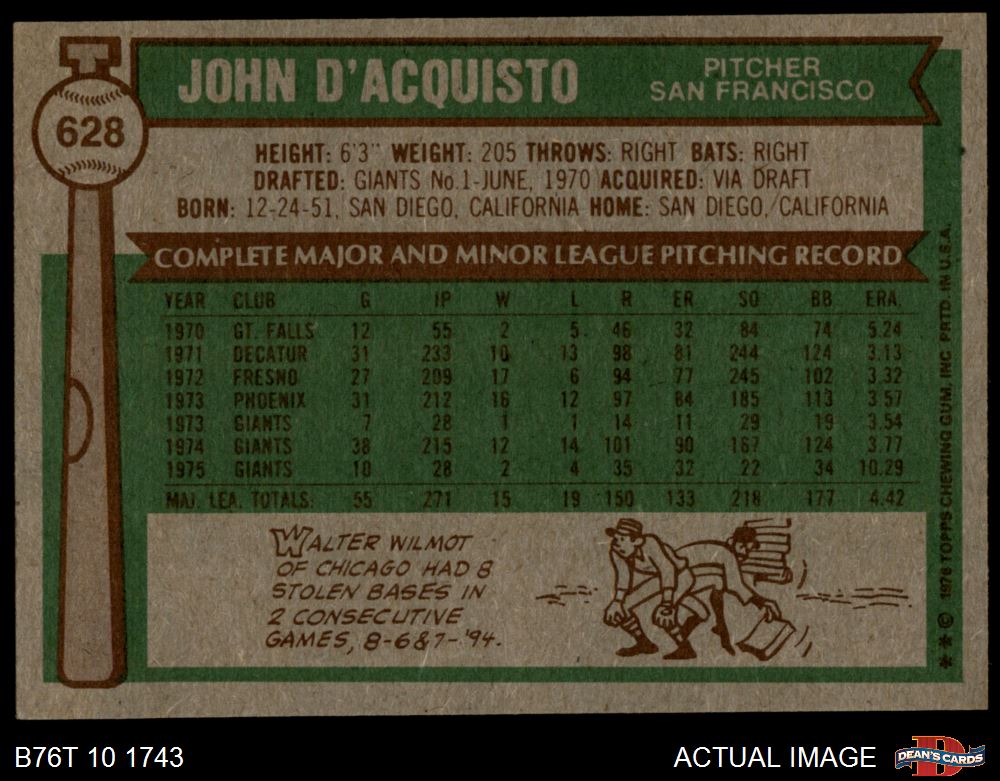 628
JOHN D'ACQUISTO
PITCHER
SAN FRANCISCO
HEIGHT: 6'3" WEIGHT: 205 THROWS: RIGHT BATS: RIGHT
DRAFTED: GIANTS No.1-JUNE, 1970 ACQUIRED: VIA DRAFT
BORN: 12-24-51, SAN DIEGO, CALIFORNIA HOME: SAN DIEGO, CALIFORNIA
COMPLETE MAJOR AND MINOR LEAGUE PITCHING RECORD
YEAR CLUB G IP W L R ER SO BB ERA.
1970 GT. FALLS 12 55 2 5 46 32 84 74 5.24
1971 DECATUR 31 233 10 13 98 81 244 124 3.13
1972 FRESNO 27 209 17 6 94 77 245 102 3.32
1973 PHOENIX 31 212 16 12 97 84 185 113 3.57
1973 GIANTS 7 28 1 1 14 11 29 19 3.54
1974 GIANTS 38 215 12 14 101 90 167 124 3.77
1975 GIANTS 10 28 2 4 35 32 22 34 10.29
MAJ. LEA. TOTALS: 55 271 15 19 150 133 218 177 4.42
WALTER WILMOT
OF CHICAGO HAD 8
STOLEN BASES IN
2 CONSECUTIVE
GAMES, 8-6&7-'94.
* * © 1976 TOPPS CHEWING GUM, INC. PRTD. IN U.S.A.
B76T 10 1743
ACTUAL IMAGE
D
DEAN'S CARDS